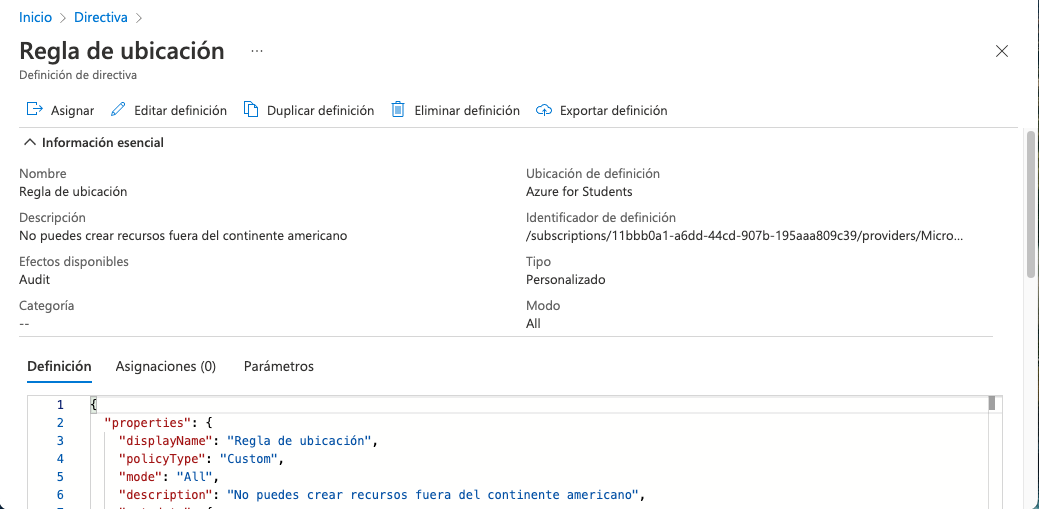 Inicio > Directiva >
Regla de ubicación ...
Definición de directiva
Asignar Editar definición Duplicar definición Eliminar definición Exportar definición
Información esencial
Nombre
Regla de ubicación
Ubicación de definición
Azure for Students
Descripción
No puedes crear recursos fuera del continente americano
Identificador de definición
/subscriptions/11bbb0a1-a6dd-44cd-907b-195aaa809c39/providers/Micro...
Efectos disponibles
Audit
Tipo
Personalizado
Categoría
--
Modo
All
Definición Asignaciones (0) Parámetros
1 {
2 "properties": {
3 "displayName": "Regla de ubicación",
4 "policyType": "Custom",
5 "mode": "All",
6 "description": "No puedes crear recursos fuera del continente americano",